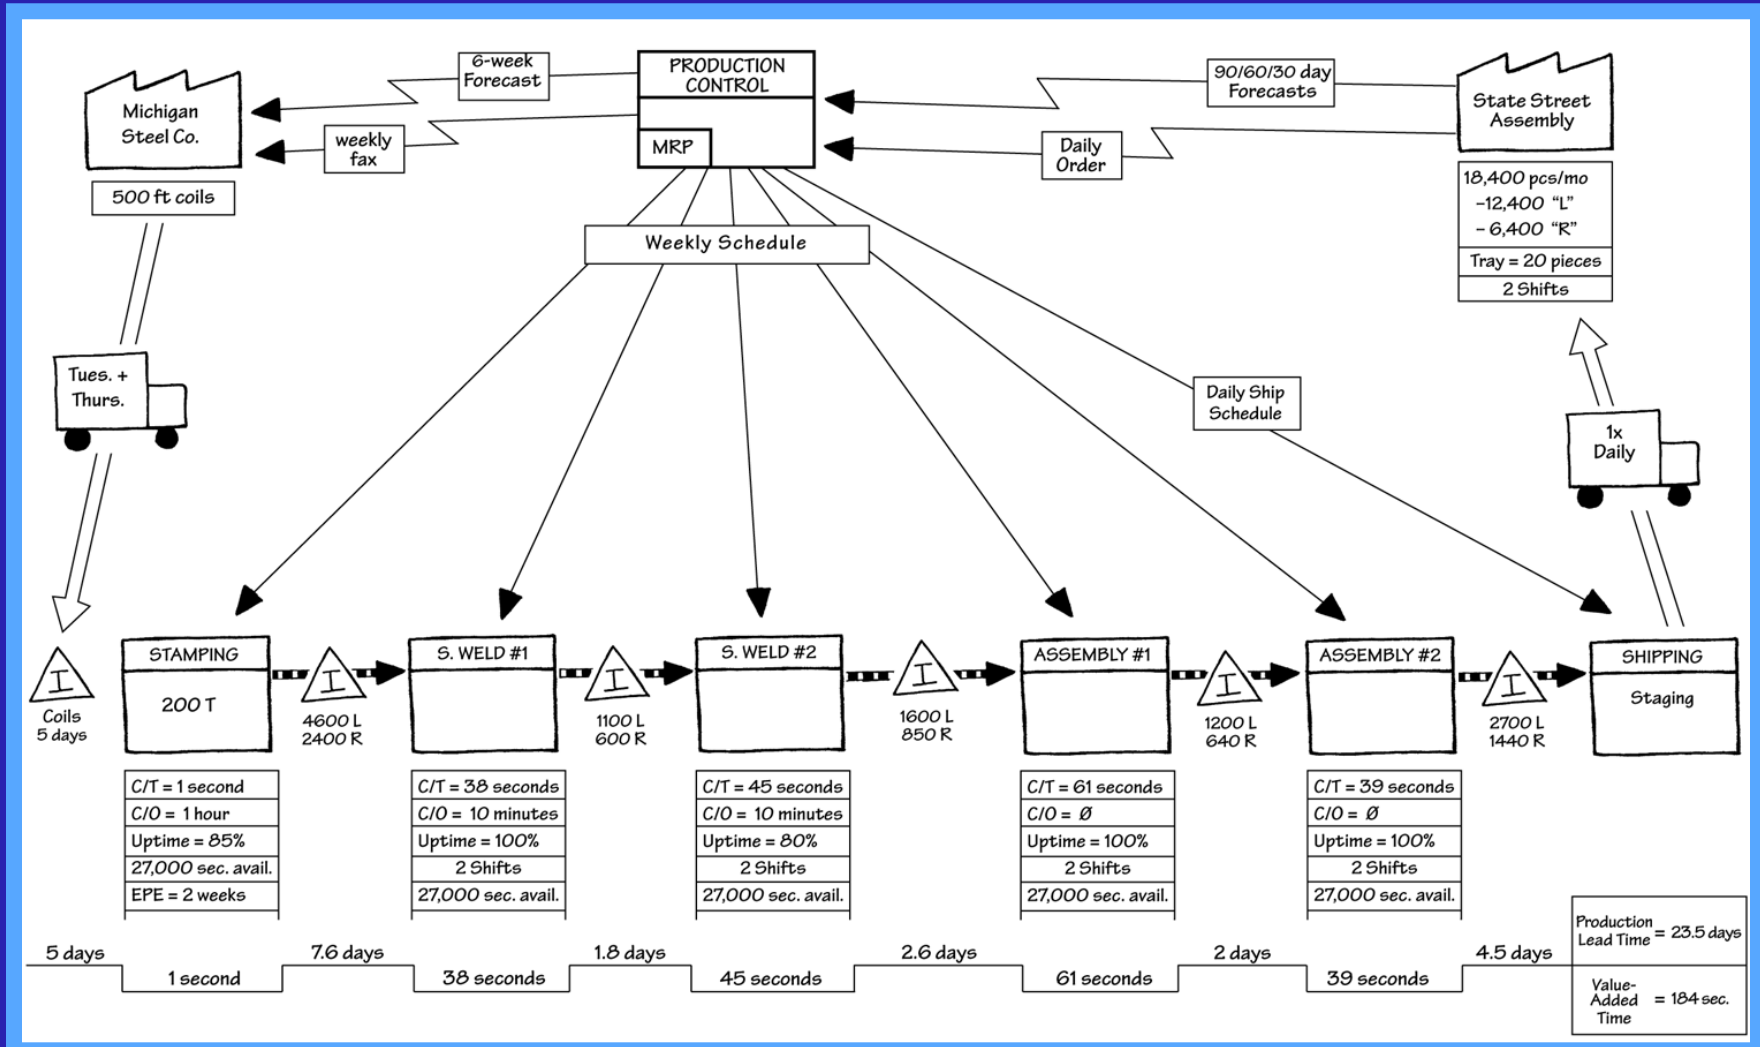 Michigan
Steel Co.
500 ft coils
6-week
Forecast
weekly
fax
PRODUCTION
CONTROL
MRP
90/60/30 day
Forecasts
Daily
Order
State Street
Assembly
18,400 pcs/mo
–12,400 “L”
– 6,400 “R”
Tray = 20 pieces
2 Shifts
Weekly Schedule
Tues. +
Thurs.
Daily Ship
Schedule
1x
Daily
I
Coils
5 days
STAMPING
200 T
I
4600 L
2400 R
S. WELD #1
I
1100 L
600 R
S. WELD #2
I
1600 L
850 R
ASSEMBLY #1
I
1200 L
640 R
ASSEMBLY #2
I
2700 L
1440 R
SHIPPING
Staging
C/T = 1 second
C/O = 1 hour
Uptime = 85%
27,000 sec. avail.
EPE = 2 weeks
C/T = 38 seconds
C/O = 10 minutes
Uptime = 100%
2 Shifts
27,000 sec. avail.
C/T = 45 seconds
C/O = 10 minutes
Uptime = 80%
2 Shifts
27,000 sec. avail.
C/T = 61 seconds
C/O = Ø
Uptime = 100%
2 Shifts
27,000 sec. avail.
C/T = 39 seconds
C/O = Ø
Uptime = 100%
2 Shifts
27,000 sec. avail.
5 days
1 second
7.6 days
38 seconds
1.8 days
45 seconds
2.6 days
61 seconds
2 days
39 seconds
4.5 days
Production
Lead Time = 23.5 days
Value-
Added = 184 sec.
Time